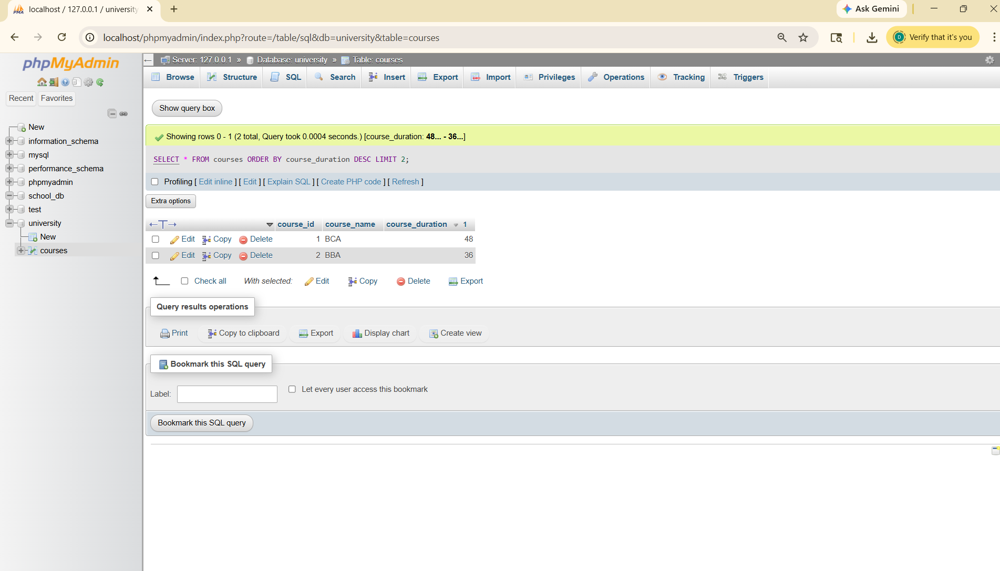 PMA localhost / 127.0.0.1 / university
Ask Gemini
localhost/phpmyadmin/index.php?route=/table/sql&db=university&table=courses
D Verify that it's you
phpMyAdmin
Recent Favorites
New
information_schema
mysql
performance_schema
phpmyadmin
school_db
test
university
New
courses
Server: 127.0.0.1 » Database: university » Table: courses
Browse Structure SQL Search Insert Export Import Privileges Operations Tracking Triggers
Show query box
Showing rows 0 - 1 (2 total, Query took 0.0004 seconds.) [course_duration: 48... - 36...]
SELECT * FROM courses ORDER BY course_duration DESC LIMIT 2;
Profiling [ Edit inline ] [ Edit ] [ Explain SQL ] [ Create PHP code ] [ Refresh ]
Extra options
←T→ course_id course_name course_duration 1
Edit Copy Delete 1 BCA 48
Edit Copy Delete 2 BBA 36
Check all With selected: Edit Copy Delete Export
Query results operations
Print Copy to clipboard Export Display chart Create view
Bookmark this SQL query
Label: Let every user access this bookmark
Bookmark this SQL query